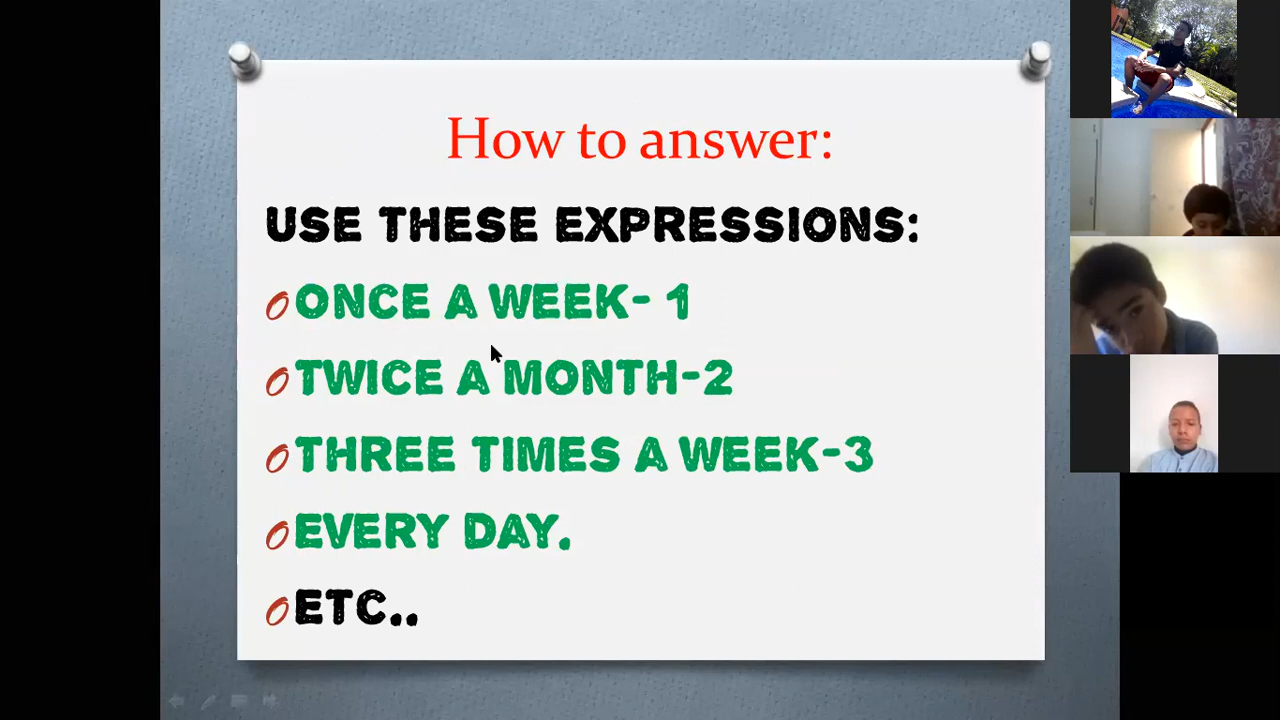 How to answer:
USE THESE EXPRESSIONS:
ONCE A WEEK- 1
TWICE A MONTH-2
THREE TIMES A WEEK-3
EVERY DAY.
ETC..